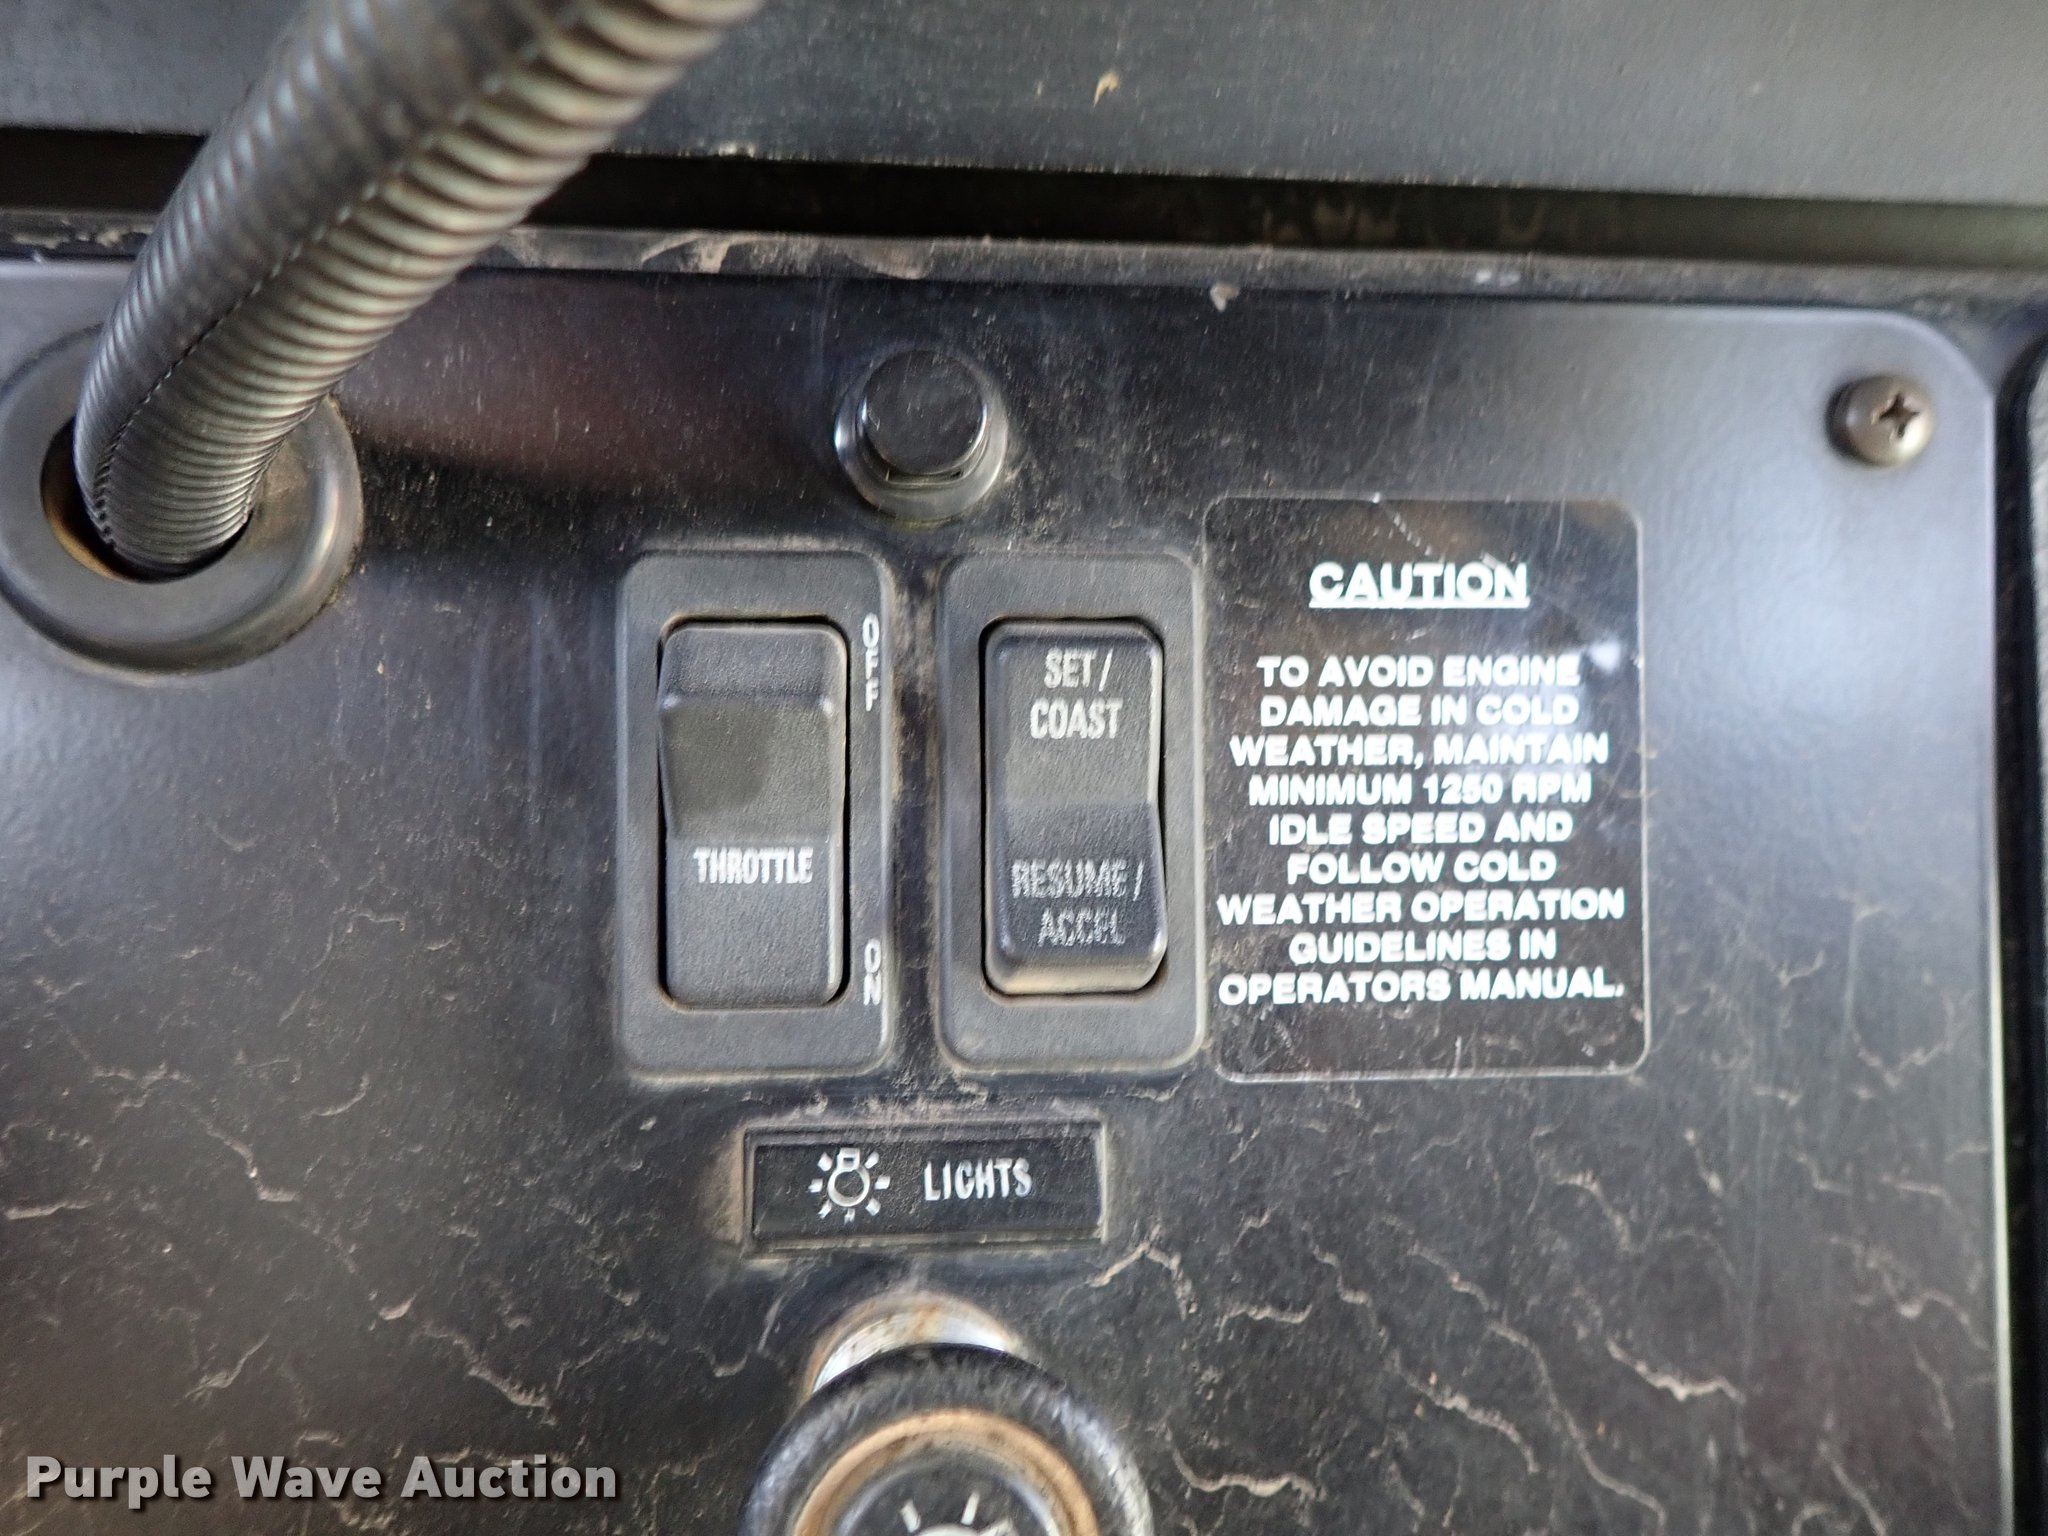 OFF
THROTTLE
ON
SET/
COAST
RESUME/
ACCEL
CAUTION
TO AVOID ENGINE
DAMAGE IN COLD
WEATHER, MAINTAIN
MINIMUM 1250 RPM
IDLE SPEED AND
FOLLOW COLD
WEATHER OPERATION
GUIDELINES IN
OPERATORS MANUAL.
LIGHTS
Purple Wave Auction